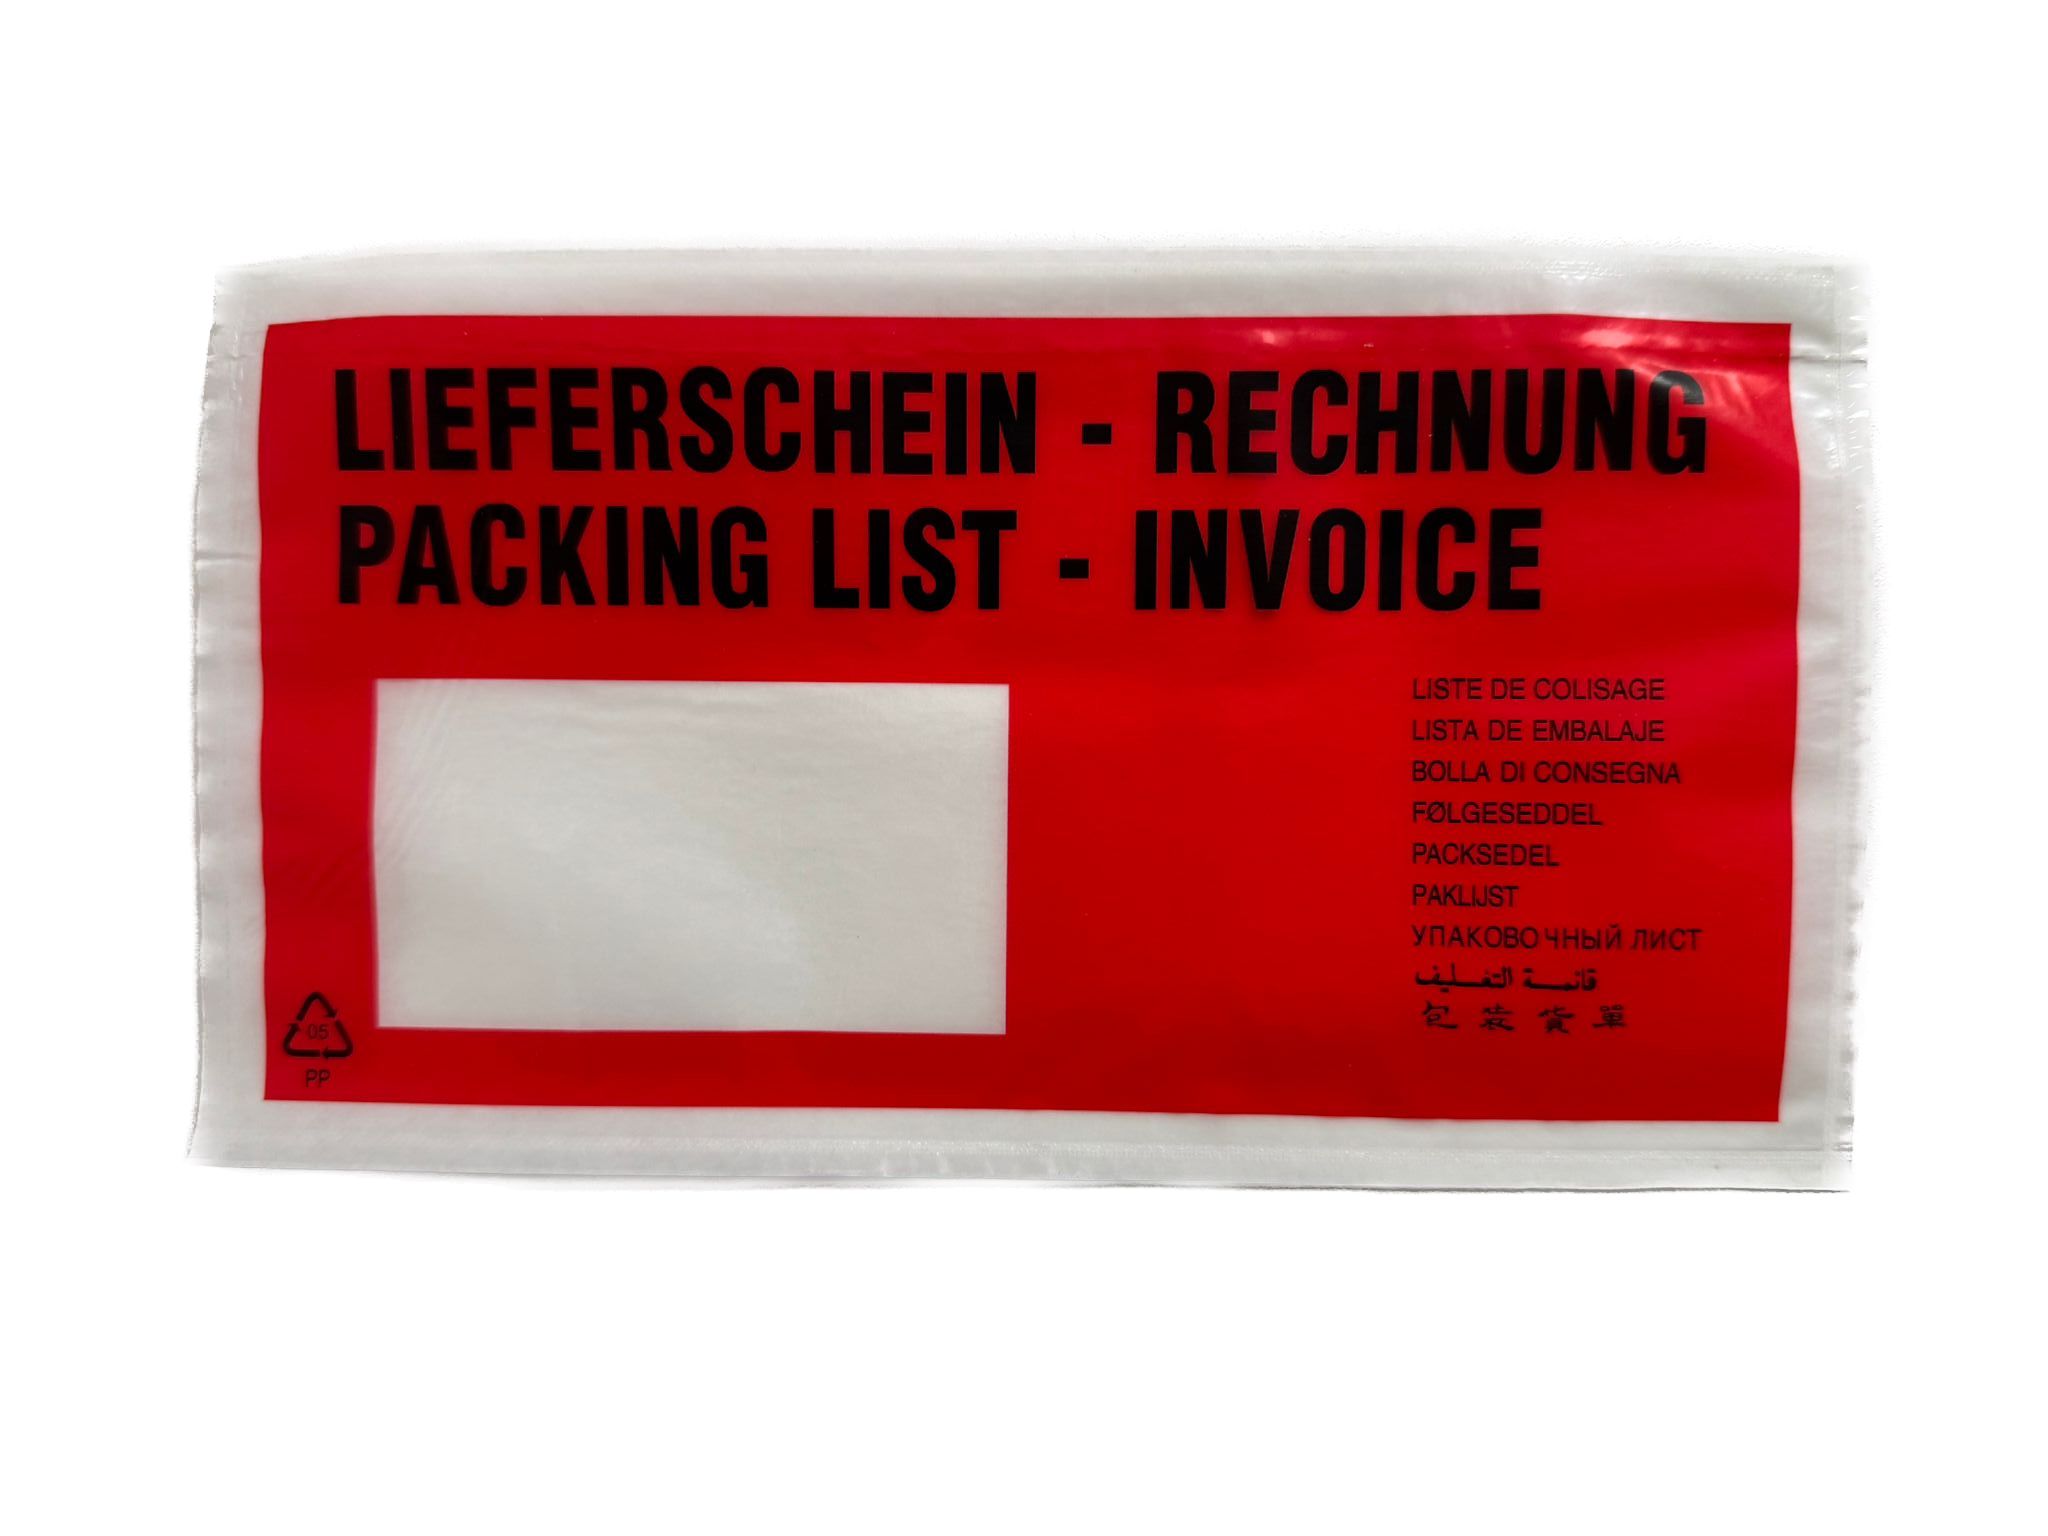 LIEFERSCHEIN - RECHNUNG
PACKING LIST - INVOICE
LISTE DE COLISAGE
LISTA DE EMBALAJE
BOLLA DI CONSEGNA
FØLGESEDDEL
PACKSEDEL
PAKLIJST
УПАКОВОЧНЫЙ ЛИСТ
قائمة التغليف
包装貨單
05
PP